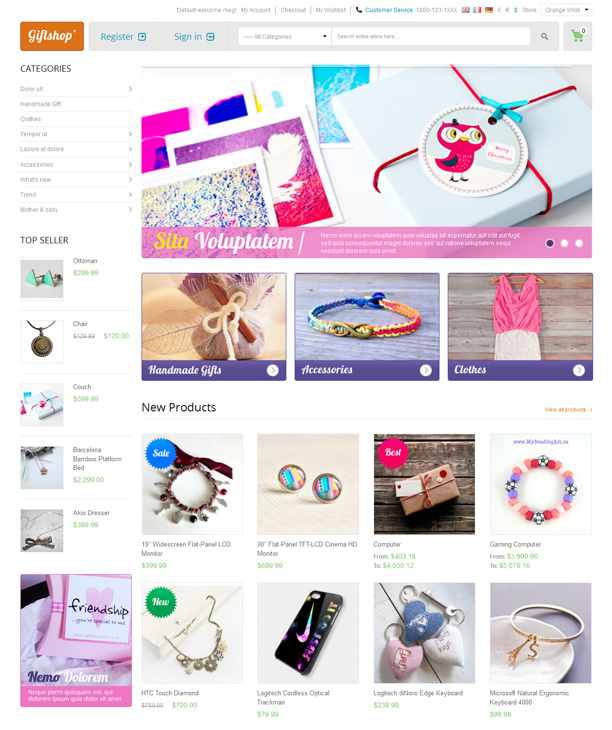 Default welcome msg! My Account | Checkout | My Wishlist | Customer Service: 1800-123-1XXX € £ $ Store Orange Wide
Giftshop'
Register
Sign in
---- All Categories
Search entire store here...
0
CATEGORIES
Dolor sit
Handmade Gift
Clothes
Tempor ut
Labore et dolore
Accessories
What's new
Trend
Mother & baby
Merry Christmas
Sita Voluptatem /
Nemo enim ipsam voluptatem quia voluptas sit aspernatur aut odit aut fugit,
sed quia consequuntur magni dolores eos qui ratione voluptatem sequi
nesciunt dolorem quia amet
TOP SELLER
Ottoman
$299.99
Chair
$129.99 $120.00
Couch
$599.99
Barcelona
Bamboo Platform
Bed
$2,299.00
Akio Dresser
$399.99
Handmade Gifts
Accessories
Clothes
New Products
View all products
Sale
Best
www.MyBeadingArt.ca
19" Widescreen Flat-Panel LCD
Monitor
$399.99
30" Flat-Panel TFT-LCD Cinema HD
Monitor
$699.99
Computer
From: $403.16
To: $4,030.12
Gaming Computer
From: $3,999.96
To: $5,079.16
New
HTC Touch Diamond
$750.00 $700.00
Logitech Cordless Optical
Trackman
$79.99
Logitech diNovo Edge Keyboard
$239.99
Microsoft Natural Ergonomic
Keyboard 4000
$99.99
friendship
...you're special to me
Nemo Dolorem
Neque porro quisquam est, qui
dolorem ipsum quia dolor sit amet